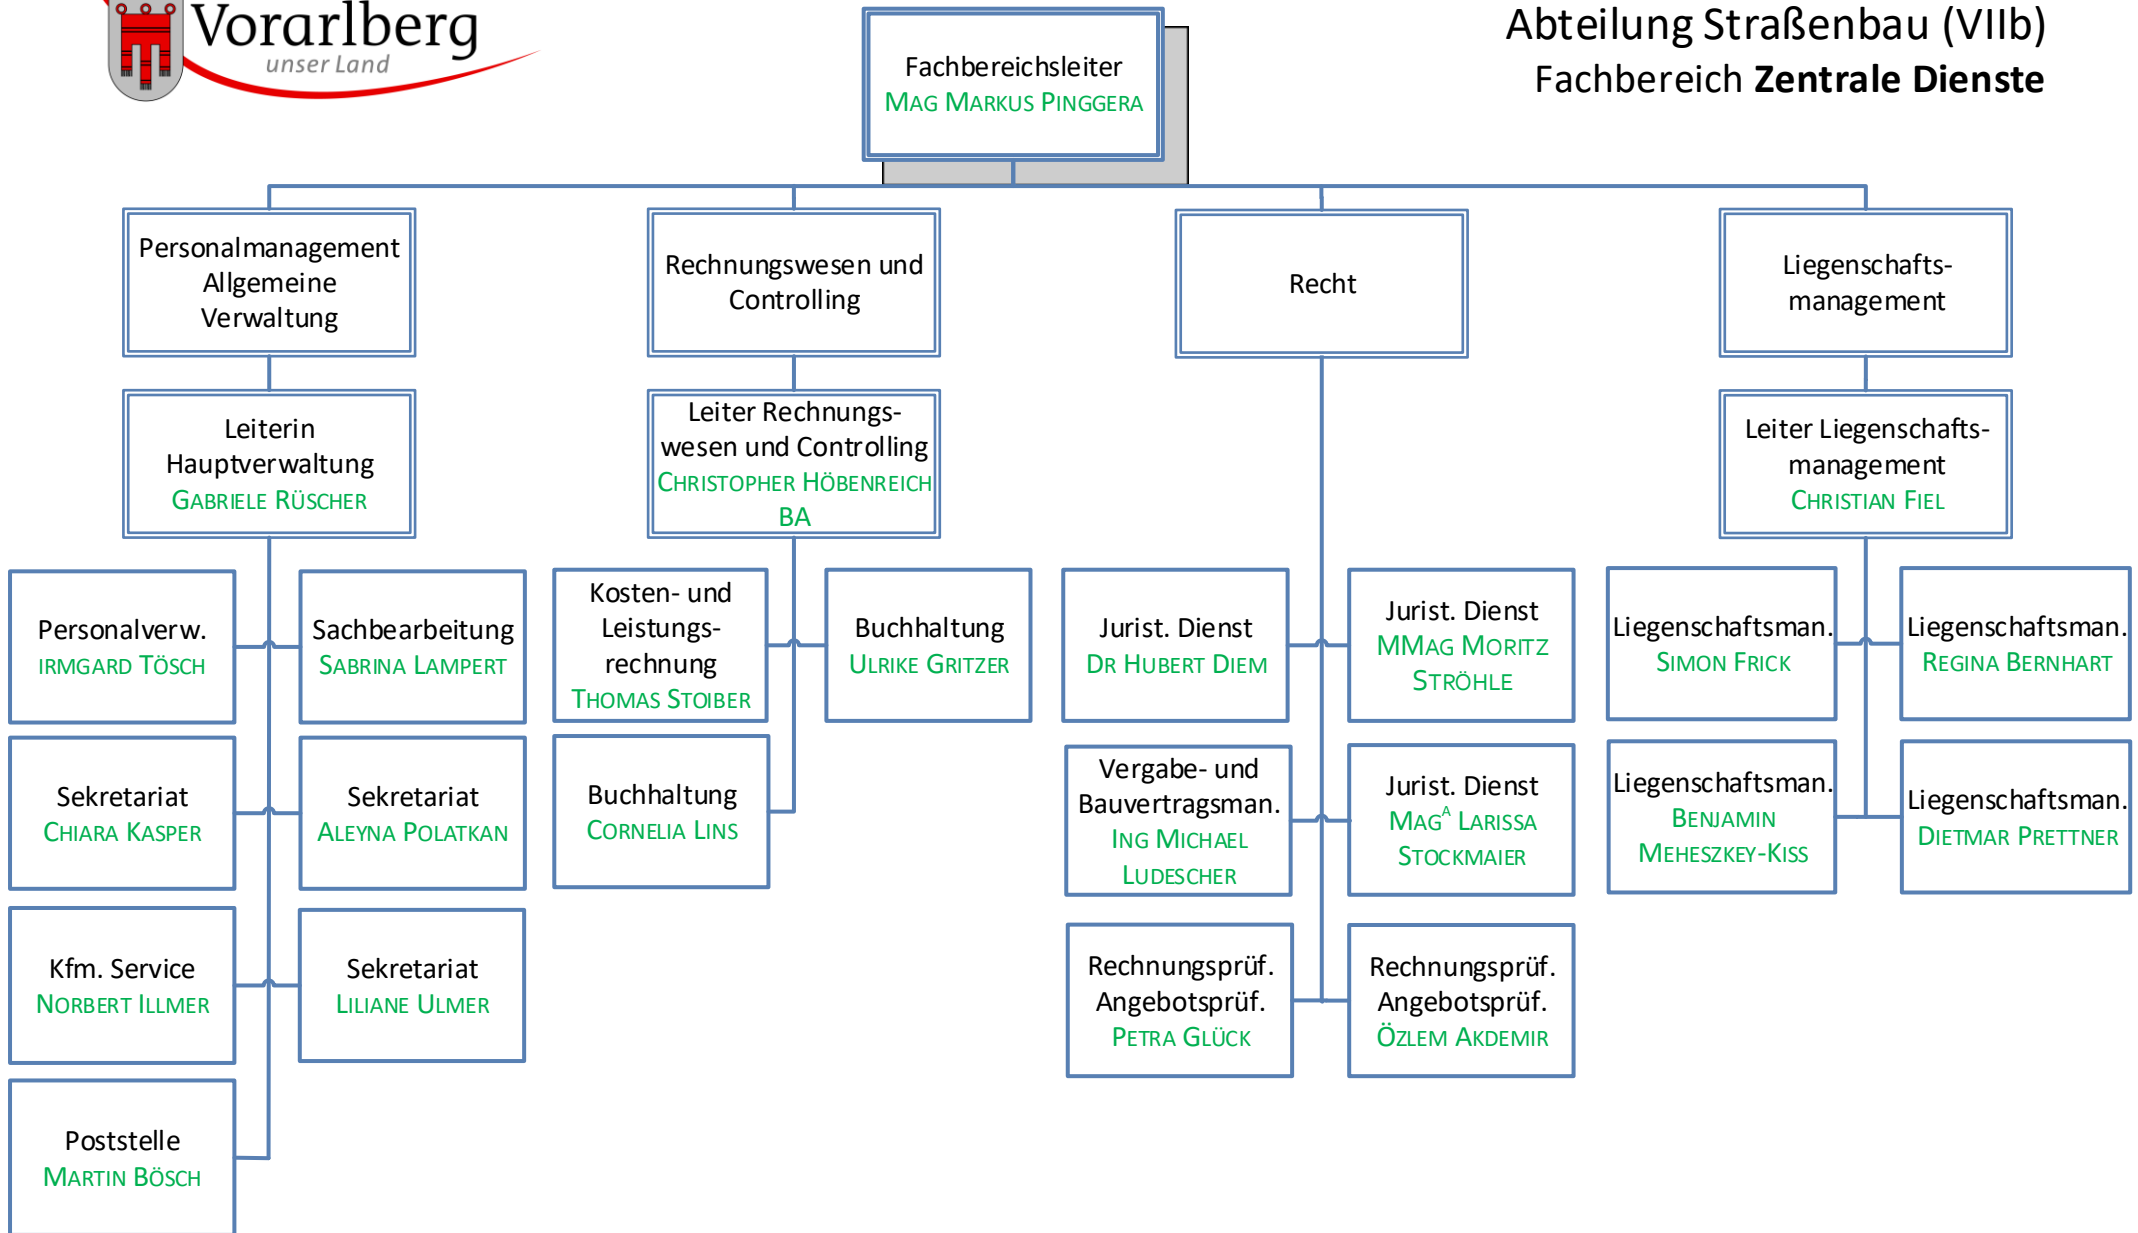 Vorarlberg
unser Land
Abteilung Straßenbau (VIIb)
Fachbereich Zentrale Dienste
Fachbereichsleiter
MAG MARKUS PINGGERA
Personalmanagement
Allgemeine
Verwaltung
Rechnungswesen und
Controlling
Recht
Liegenschafts-
management
Leiterin
Hauptverwaltung
GABRIELE RÜSCHER
Leiter Rechnungs-
wesen und Controlling
CHRISTOPHER HÖBENREICH
BA
Leiter Liegenschafts-
management
CHRISTIAN FIEL
Personalverw.
IRMGARD TÖSCH
Sachbearbeitung
SABRINA LAMPERT
Kosten- und
Leistungs-
rechnung
THOMAS STOIBER
Buchhaltung
ULRIKE GRITZER
Jurist. Dienst
DR HUBERT DIEM
Jurist. Dienst
MMAG MORITZ
STRÖHLE
Liegenschaftsman.
SIMON FRICK
Liegenschaftsman.
REGINA BERNHART
Sekretariat
CHIARA KASPER
Sekretariat
ALEYNA POLATKAN
Buchhaltung
CORNELIA LINS
Vergabe- und
Bauvertragsman.
ING MICHAEL
LUDESCHER
Jurist. Dienst
MAG^A LARISSA
STOCKMAIER
Liegenschaftsman.
BENJAMIN
MEHESZKEY-KISS
Liegenschaftsman.
DIETMAR PRETTNER
Kfm. Service
NORBERT ILLMER
Sekretariat
LILIANE ULMER
Rechnungsprüf.
Angebotsprüf.
PETRA GLÜCK
Rechnungsprüf.
Angebotsprüf.
ÖZLEM AKDEMIR
Poststelle
MARTIN BÖSCH